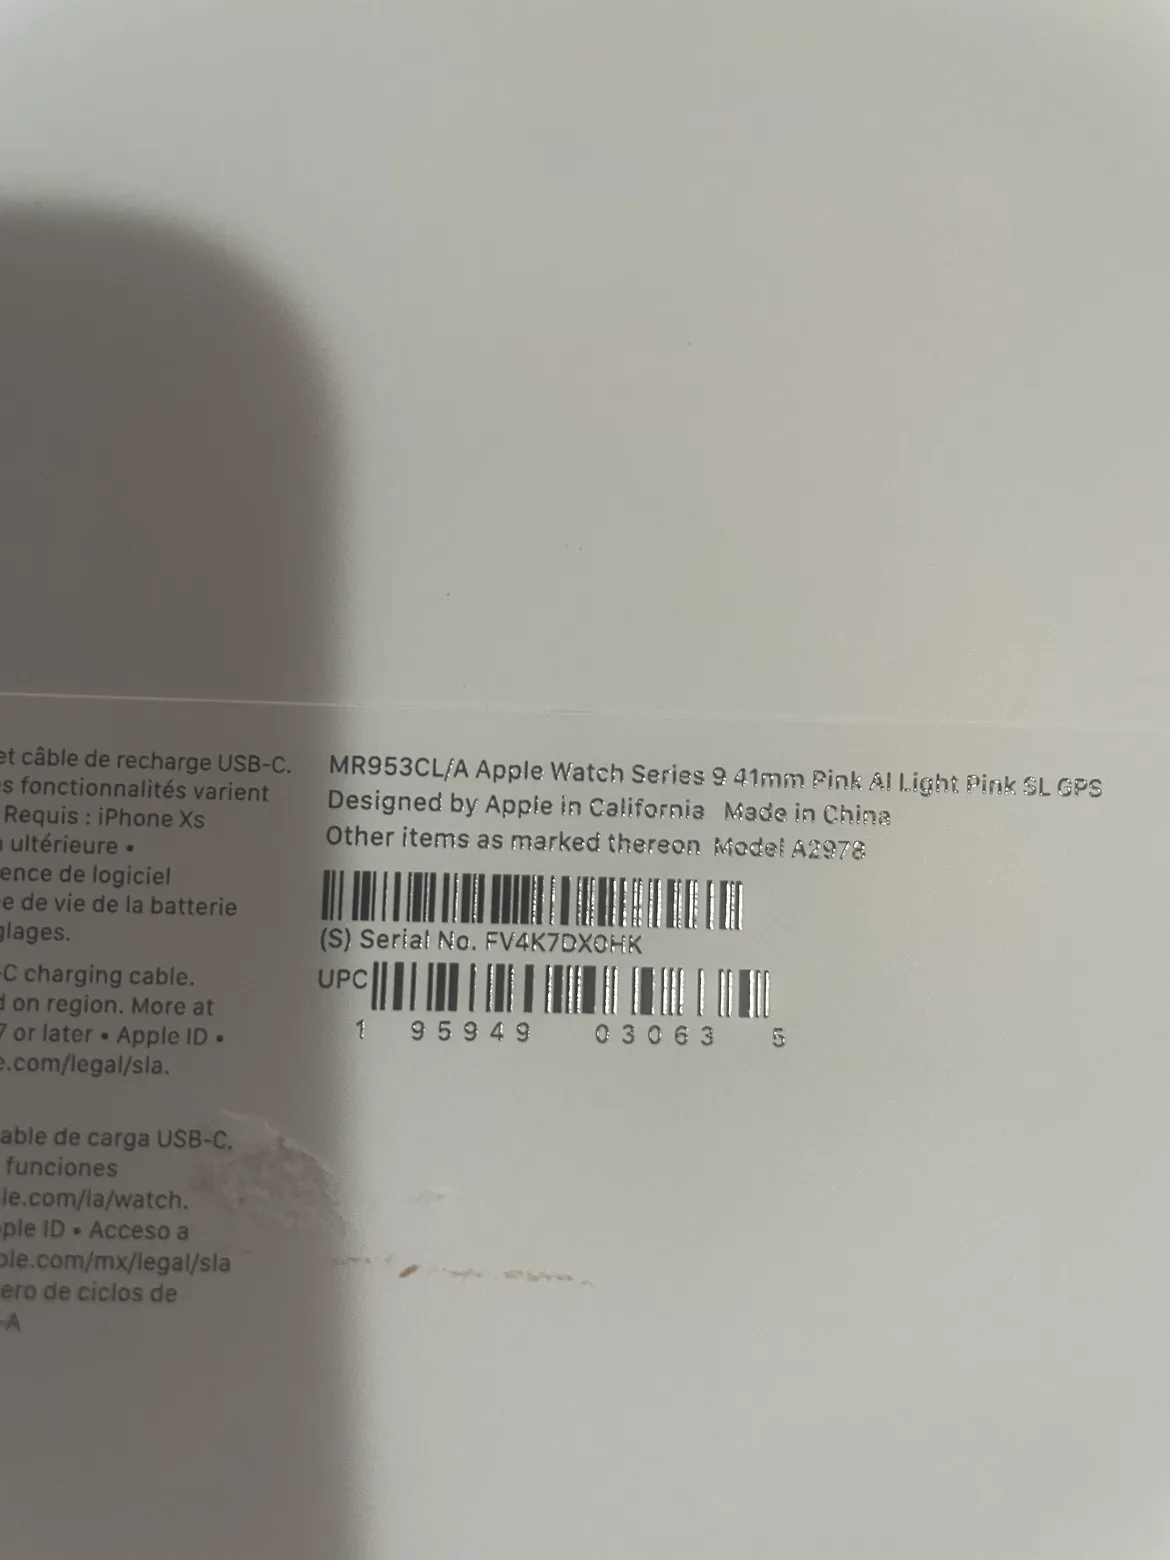 et câble de recharge USB-C.
s fonctionnalités varient
Requis : iPhone Xs
ultérieure •
ence de logiciel
e de vie de la batterie
glages.
-C charging cable.
d on region. More at
7 or later • Apple ID •
e.com/legal/sla.
able de carga USB-C.
funciones
le.com/la/watch.
ple ID • Acceso a
ple.com/mx/legal/sla
ero de ciclos de
-A
MR953CL/A Apple Watch Series 9 41mm Pink Al Light Pink SL GPS
Designed by Apple in California Made in China
Other items as marked thereon Model A2978
(S) Serial No. FV4K7DX0HK
UPC
1 95949 03063 5